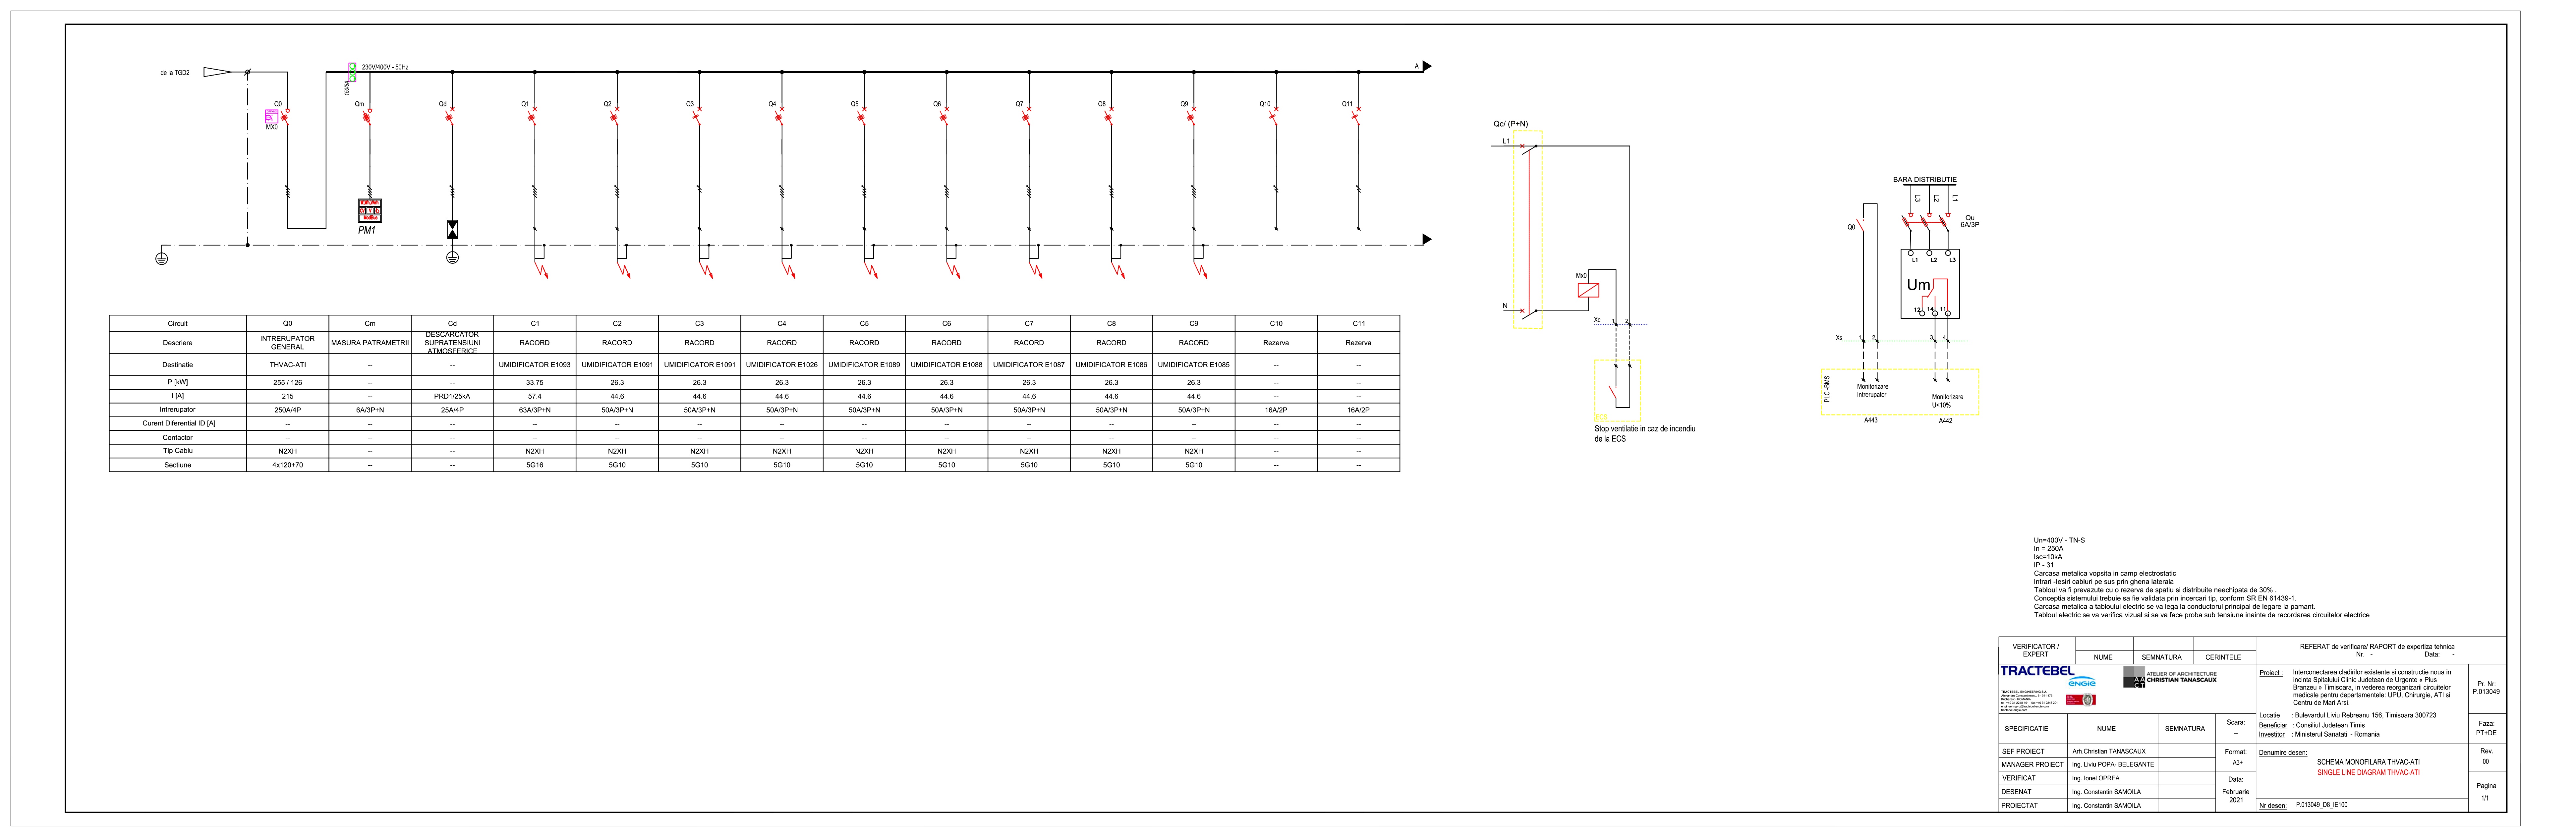 de la TGD2
150/5A
230V/400V - 50Hz
A
Q0
MX0
Qm
Qd
Q1
Q2
Q3
Q4
Q5
Q6
Q7
Q8
Q9
Q10
Q11
PM1
Circuit Q0 Cm Cd C1 C2 C3 C4 C5 C6 C7 C8 C9 C10 C11
Descriere INTRERUPATOR GENERAL MASURA PATRAMETRII DESCARCATOR SUPRATENSIUNI ATMOSFERICE RACORD RACORD RACORD RACORD RACORD RACORD RACORD RACORD RACORD Rezerva Rezerva
Destinatie THVAC-ATI -- -- UMIDIFICATOR E1093 UMIDIFICATOR E1091 UMIDIFICATOR E1091 UMIDIFICATOR E1026 UMIDIFICATOR E1089 UMIDIFICATOR E1088 UMIDIFICATOR E1087 UMIDIFICATOR E1086 UMIDIFICATOR E1085 -- --
P [kW] 255 / 126 -- -- 33.75 26.3 26.3 26.3 26.3 26.3 26.3 26.3 26.3 -- --
I [A] 215 -- PRD1/25kA 57.4 44.6 44.6 44.6 44.6 44.6 44.6 44.6 44.6 -- --
Intrerupator 250A/4P 6A/3P+N 25A/4P 63A/3P+N 50A/3P+N 50A/3P+N 50A/3P+N 50A/3P+N 50A/3P+N 50A/3P+N 50A/3P+N 50A/3P+N 16A/2P 16A/2P
Curent Diferential ID [A] -- -- -- -- -- -- -- -- -- -- -- -- -- --
Contactor -- -- -- -- -- -- -- -- -- -- -- -- -- --
Tip Cablu N2XH -- -- N2XH N2XH N2XH N2XH N2XH N2XH N2XH N2XH N2XH -- --
Sectiune 4x120+70 -- -- 5G16 5G10 5G10 5G10 5G10 5G10 5G10 5G10 5G10 -- --
Qc/ (P+N)
L1
N
Mx0
Xc 1 2
Stop ventilatie in caz de incendiu
de la ECS
BARA DISTRIBUTIE
L3 L2 L1
Q0
Qu
6A/3P
L1 L2 L3
Um
12 14 11
Xs 1 2 3 4
PLC -BMS
Monitorizare
Intrerupator
Monitorizare
U<10%
A443
A442
Un=400V - TN-S
In = 250A
Isc=10kA
IP - 31
Carcasa metalica vopsita in camp electrostatic
Intrari -Iesiri cabluri pe sus prin ghena laterala
Tabloul va fi prevazute cu o rezerva de spatiu si distribuite neechipata de 30% .
Conceptia sistemului trebuie sa fie validata prin incercari tip, conform SR EN 61439-1.
Carcasa metalica a tabloului electric se va lega la conductorul principal de legare la pamant.
Tabloul electric se va verifica vizual si se va face proba sub tensiune inainte de racordarea circuitelor electrice
VERIFICATOR /
EXPERT
NUME SEMNATURA CERINTELE
REFERAT de verificare/ RAPORT de expertiza tehnica
Nr. - Data: -
TRACTEBEL
ENGIE
ATELIER OF ARCHITECTURE
CHRISTIAN TANASCAUX
TRACTEBEL ENGINEERING S.A.
Proiect :
Interconectarea cladirilor existente si constructie noua in
incinta Spitalului Clinic Judetean de Urgente « Pius
Branzeu » Timisoara, in vederea reorganizarii circuitelor
medicale pentru departamentele: UPU, Chirurgie, ATI si
Centru de Mari Arsi.
Pr. Nr:
P.013049
Locatie : Bulevardul Liviu Rebreanu 156, Timisoara 300723
Beneficiar : Consiliul Judetean Timis
Investitor : Ministerul Sanatatii - Romania
Faza:
PT+DE
SPECIFICATIE NUME SEMNATURA
Scara:
--
SEF PROIECT Arh.Christian TANASCAUX
MANAGER PROIECT Ing. Liviu POPA- BELEGANTE
VERIFICAT Ing. Ionel OPREA
DESENAT Ing. Constantin SAMOILA
PROIECTAT Ing. Constantin SAMOILA
Format:
A3+
Data:
Februarie
2021
Denumire desen:
SCHEMA MONOFILARA THVAC-ATI
SINGLE LINE DIAGRAM THVAC-ATI
Rev.
00
Pagina
1/1
Nr desen: P.013049_D8_IE100